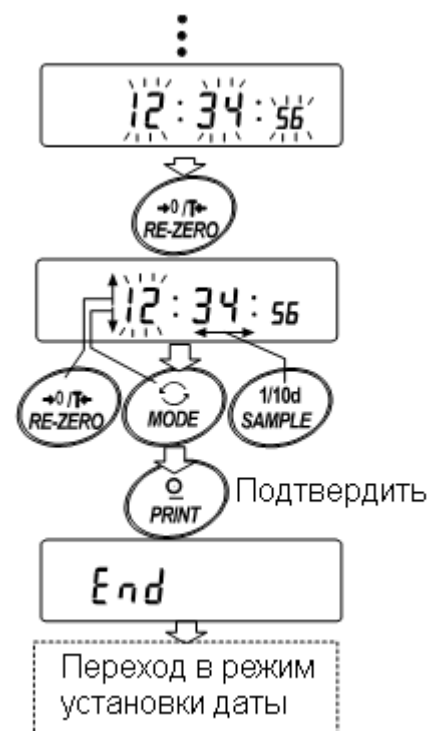 12:34:56
→0/T←
RE-ZERO
12:34:56
→0/T←
RE-ZERO
MODE
1/10d
SAMPLE
PRINT
Подтвердить
End
Переход в режим
установки даты